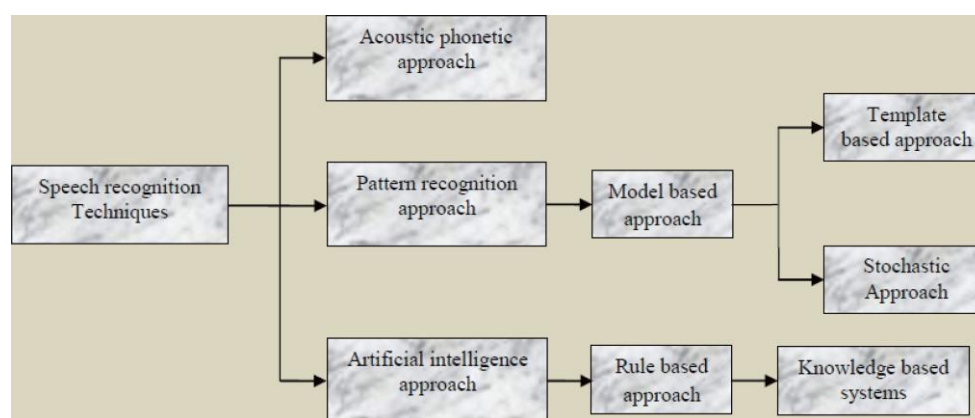 Acoustic phonetic
approach
Template
based approach
Speech recognition
Techniques
Pattern recognition
approach
Model based
approach
Stochastic
Approach
Artificial intelligence
approach
Rule based
approach
Knowledge based
systems